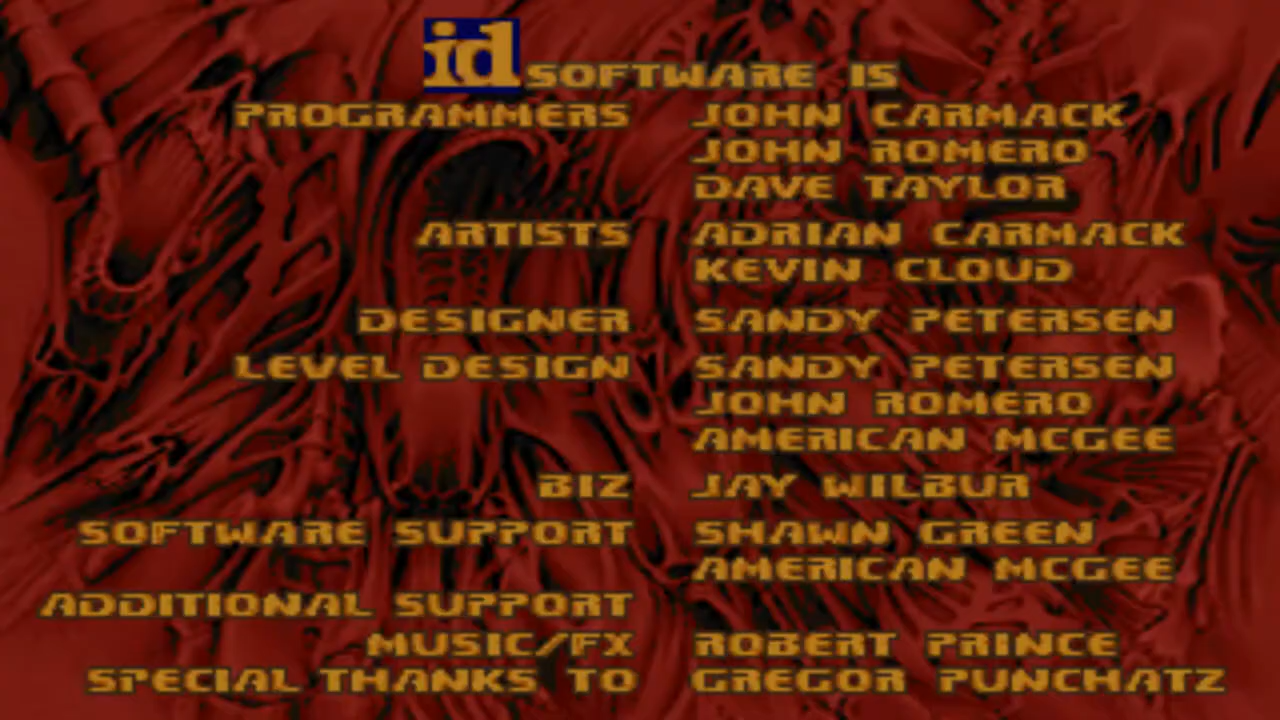 id SOFTWARE IS
PROGRAMMERS JOHN CARMACK
JOHN ROMERO
DAVE TAYLOR
ARTISTS ADRIAN CARMACK
KEVIN CLOUD
DESIGNER SANDY PETERSEN
LEVEL DESIGN SANDY PETERSEN
JOHN ROMERO
AMERICAN MCGEE
BIZ JAY WILBUR
SOFTWARE SUPPORT SHAWN GREEN
AMERICAN MCGEE
ADDITIONAL SUPPORT
MUSIC/FX ROBERT PRINCE
SPECIAL THANKS TO GREGOR PUNCHATZ